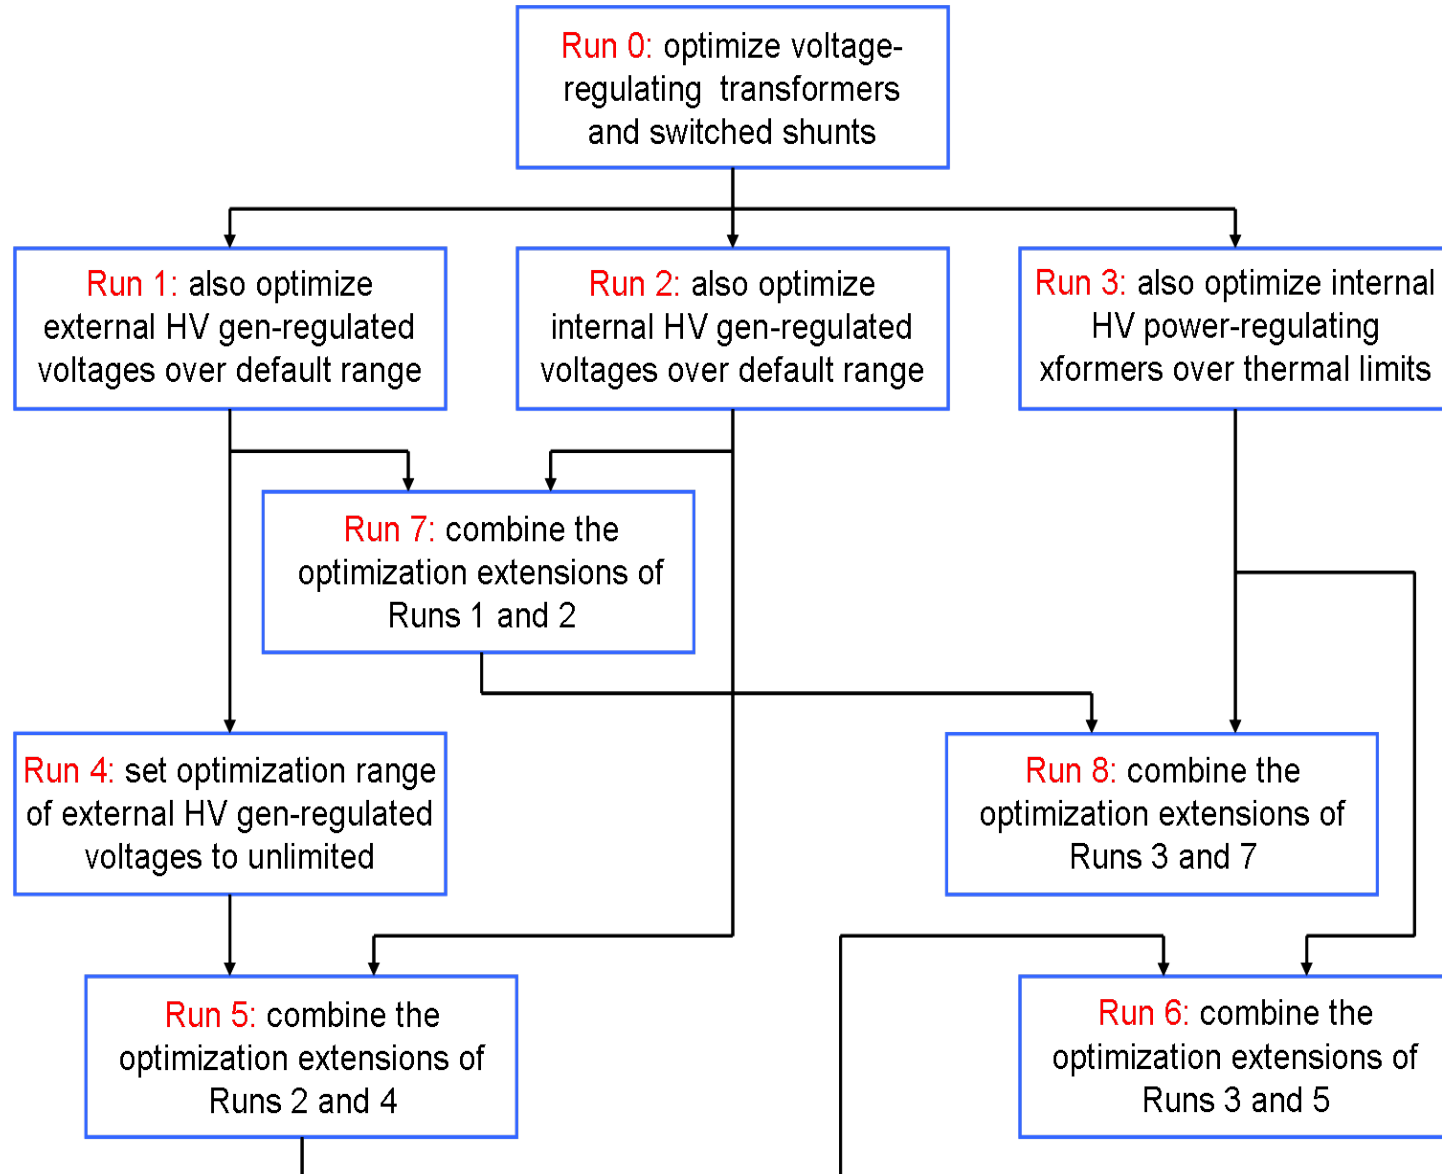 Run 0: optimize voltage-
regulating transformers
and switched shunts
Run 1: also optimize
external HV gen-regulated
voltages over default range
Run 2: also optimize
internal HV gen-regulated
voltages over default range
Run 3: also optimize internal
HV power-regulating
xformers over thermal limits
Run 7: combine the
optimization extensions of
Runs 1 and 2
Run 4: set optimization range
of external HV gen-regulated
voltages to unlimited
Run 8: combine the
optimization extensions of
Runs 3 and 7
Run 5: combine the
optimization extensions of
Runs 2 and 4
Run 6: combine the
optimization extensions of
Runs 3 and 5